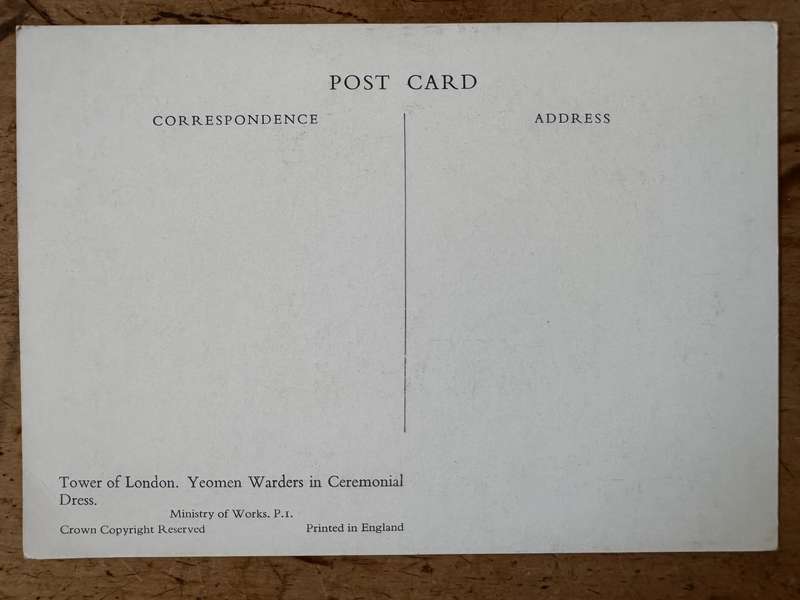 POST CARD
CORRESPONDENCE
ADDRESS
Tower of London. Yeomen Warders in Ceremonial
Dress.
Ministry of Works. P.1.
Crown Copyright Reserved
Printed in England